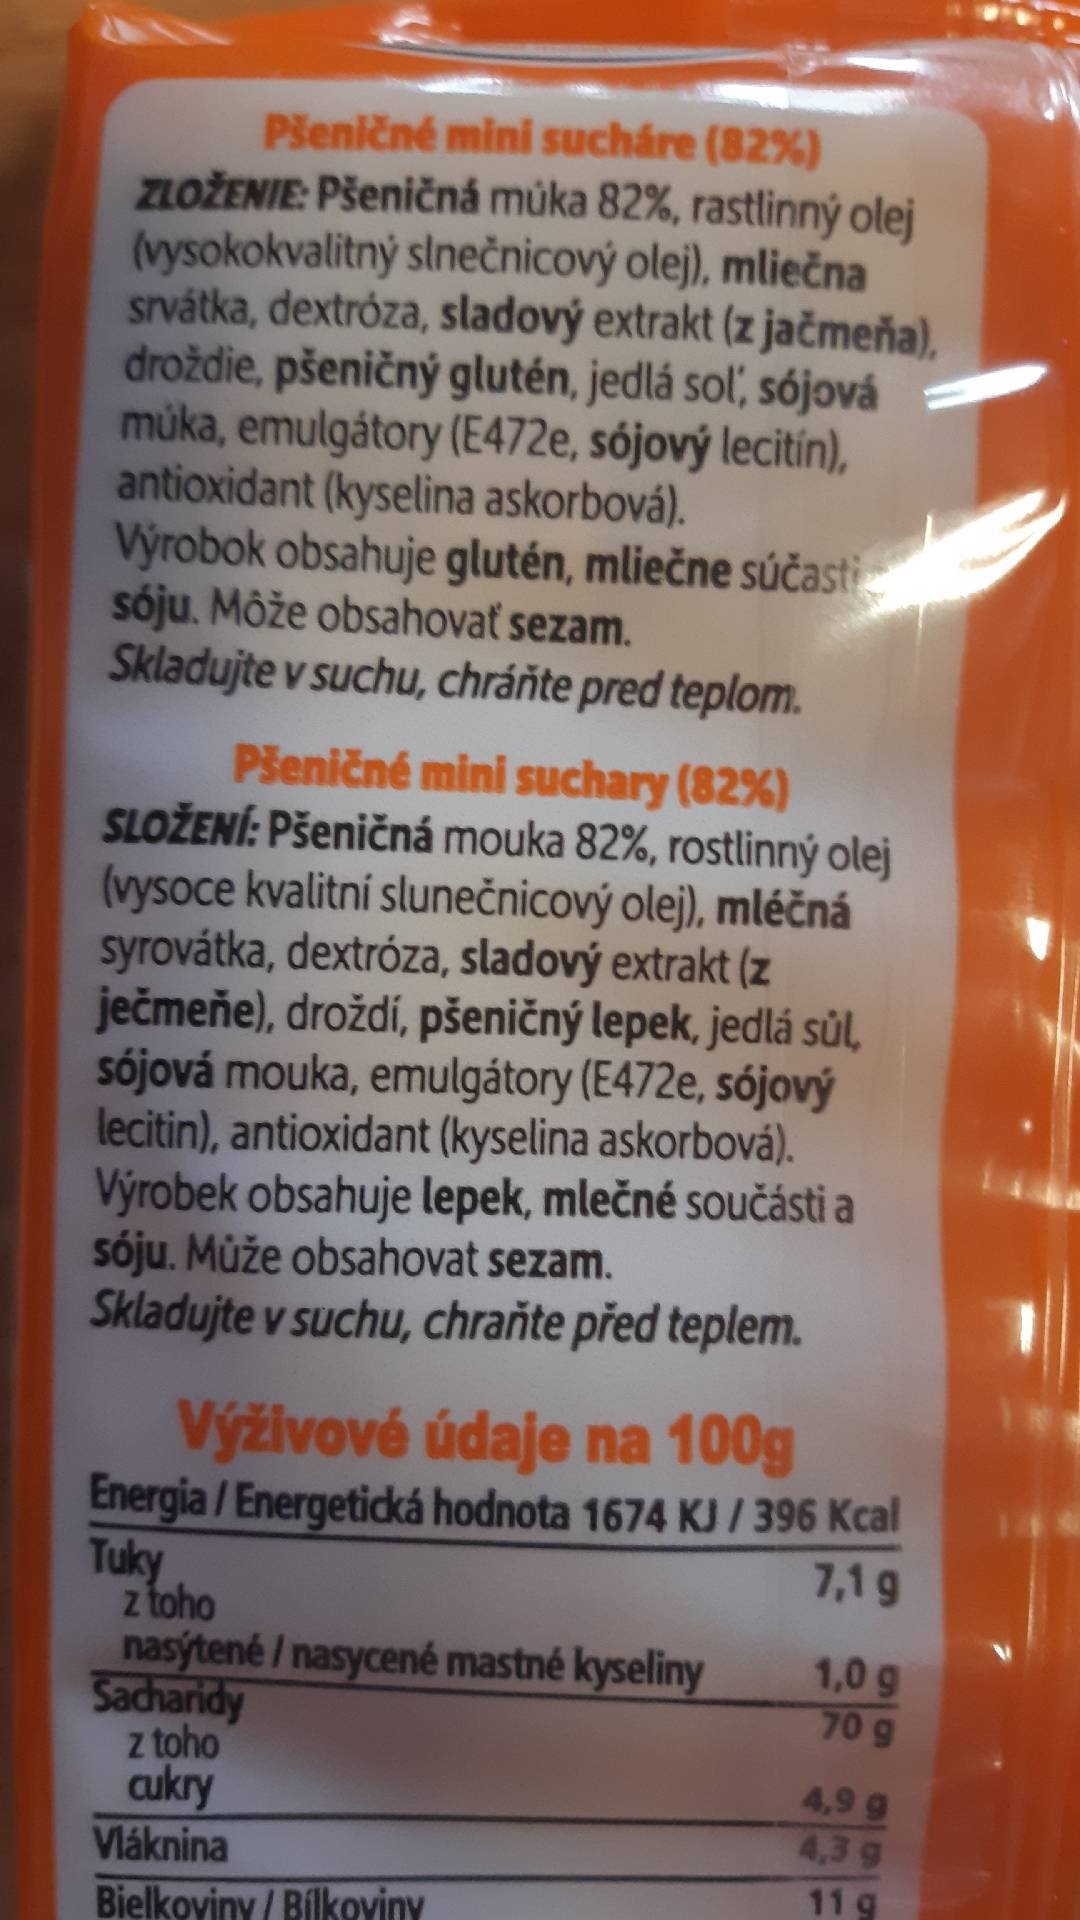 Pšeničné mini sucháre (82%)
ZLOŽENIE: Pšeničná múka 82%, rastlinný olej
(vysokokvalitný slnečnicový olej), mliečna
srvátka, dextróza, sladový extrakt (z jačmeňa),
droždie, pšeničný glutén, jedlá soľ, sójová
múka, emulgátory (E472e, sójový lecitín),
antioxidant (kyselina askorbová).
Výrobok obsahuje glutén, mliečne súčasti
sóju. Môže obsahovať sezam.
Skladujte v suchu, chráňte pred teplom.
Pšeničné mini suchary (82%)
SLOŽENÍ: Pšeničná mouka 82%, rostlinný olej
(vysoce kvalitní slunečnicový olej), mléčná
syrovátka, dextróza, sladový extrakt (z
ječmeňe), droždí, pšeničný lepek, jedlá sůl,
sójová mouka, emulgátory (E472e, sójový
lecitin), antioxidant (kyselina askorbová).
Výrobek obsahuje lepek, mlečné součásti a
sóju. Může obsahovat sezam.
Skladujte v suchu, chraňte před teplem.
Výživové údaje na 100g
Energia / Energetická hodnota 1674 KJ / 396 Kcal
Tuky 7,1 g
z toho
nasýtené / nasycené mastné kyseliny 1,0 g
Sacharidy 70 g
z toho
cukry 4,9 g
Vláknina 4,3 g
Bielkoviny / Bílkoviny 11 g